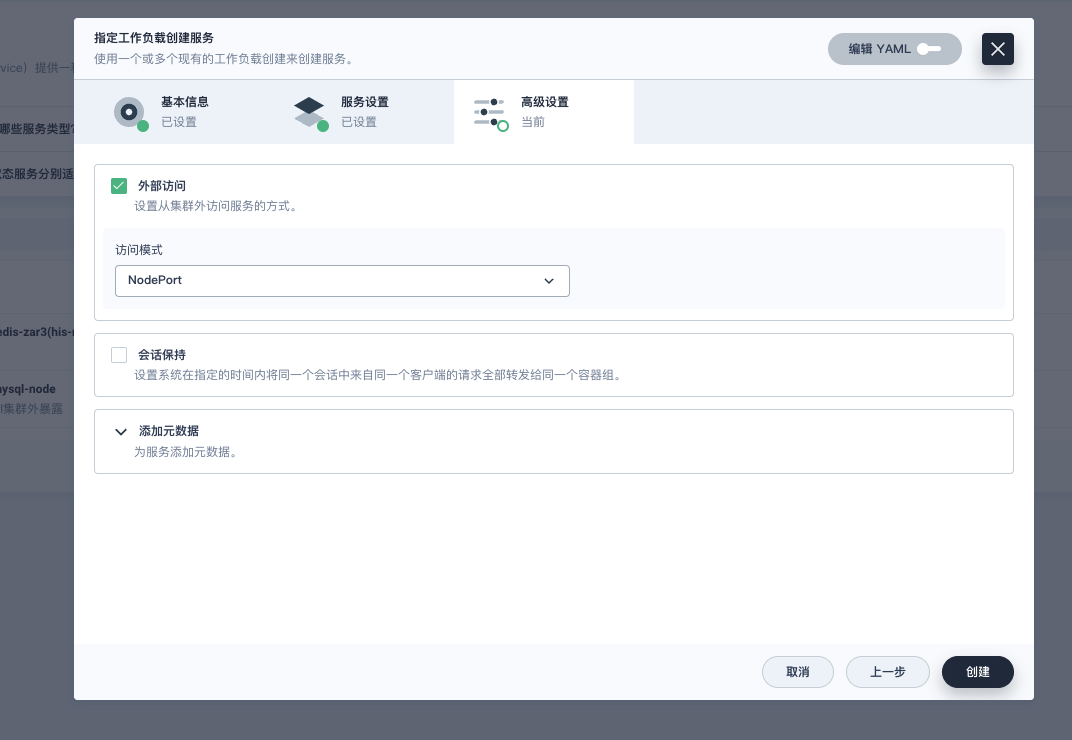 指定工作负载创建服务
使用一个或多个现有的工作负载创建来创建服务。
编辑 YAML
基本信息
已设置
服务设置
已设置
高级设置
当前
vice）提供一
哪些服务类型?
态服务分别适
edis-zar3(his-
ysql-node
集群外暴露
外部访问
设置从集群外访问服务的方式。
访问模式
NodePort
会话保持
设置系统在指定的时间内将同一个会话中来自同一个客户端的请求全部转发给同一个容器组。
添加元数据
为服务添加元数据。
取消
上一步
创建